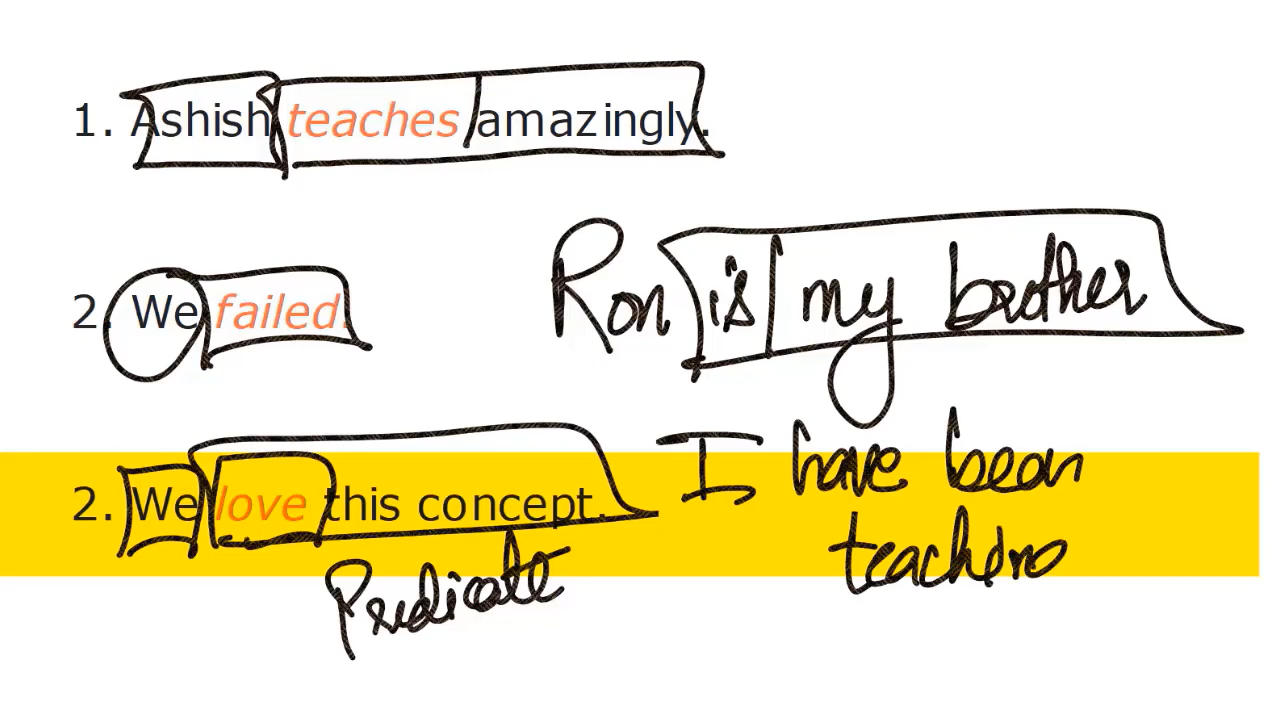 1. Ashish teaches amazingly.
2. We failed.
Ron is my brother
2. We love this concept.
I have been
Predicate